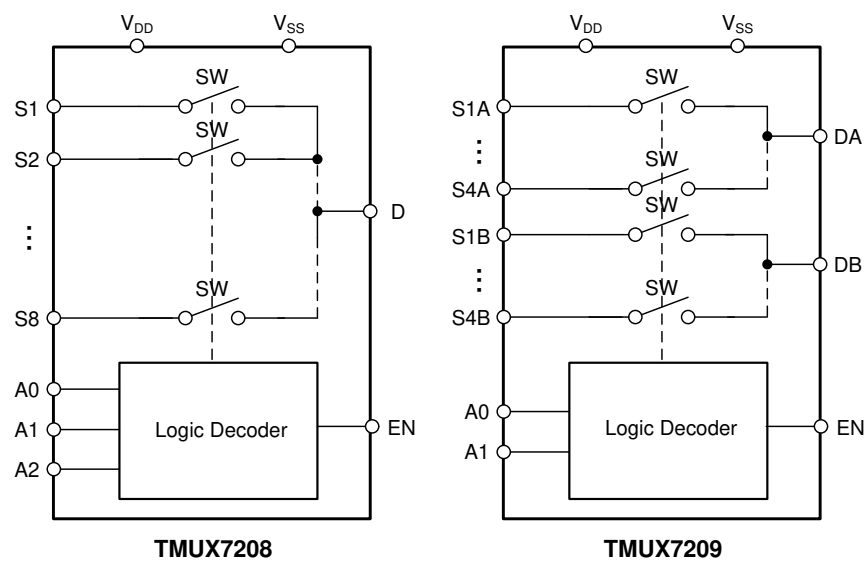 VDD
VSS
S1
SW
S2
SW
D
S8
SW
A0
A1
A2
Logic Decoder
EN
TMUX7208
VDD
VSS
S1A
SW
DA
S4A
SW
S1B
SW
DB
S4B
SW
A0
A1
Logic Decoder
EN
TMUX7209